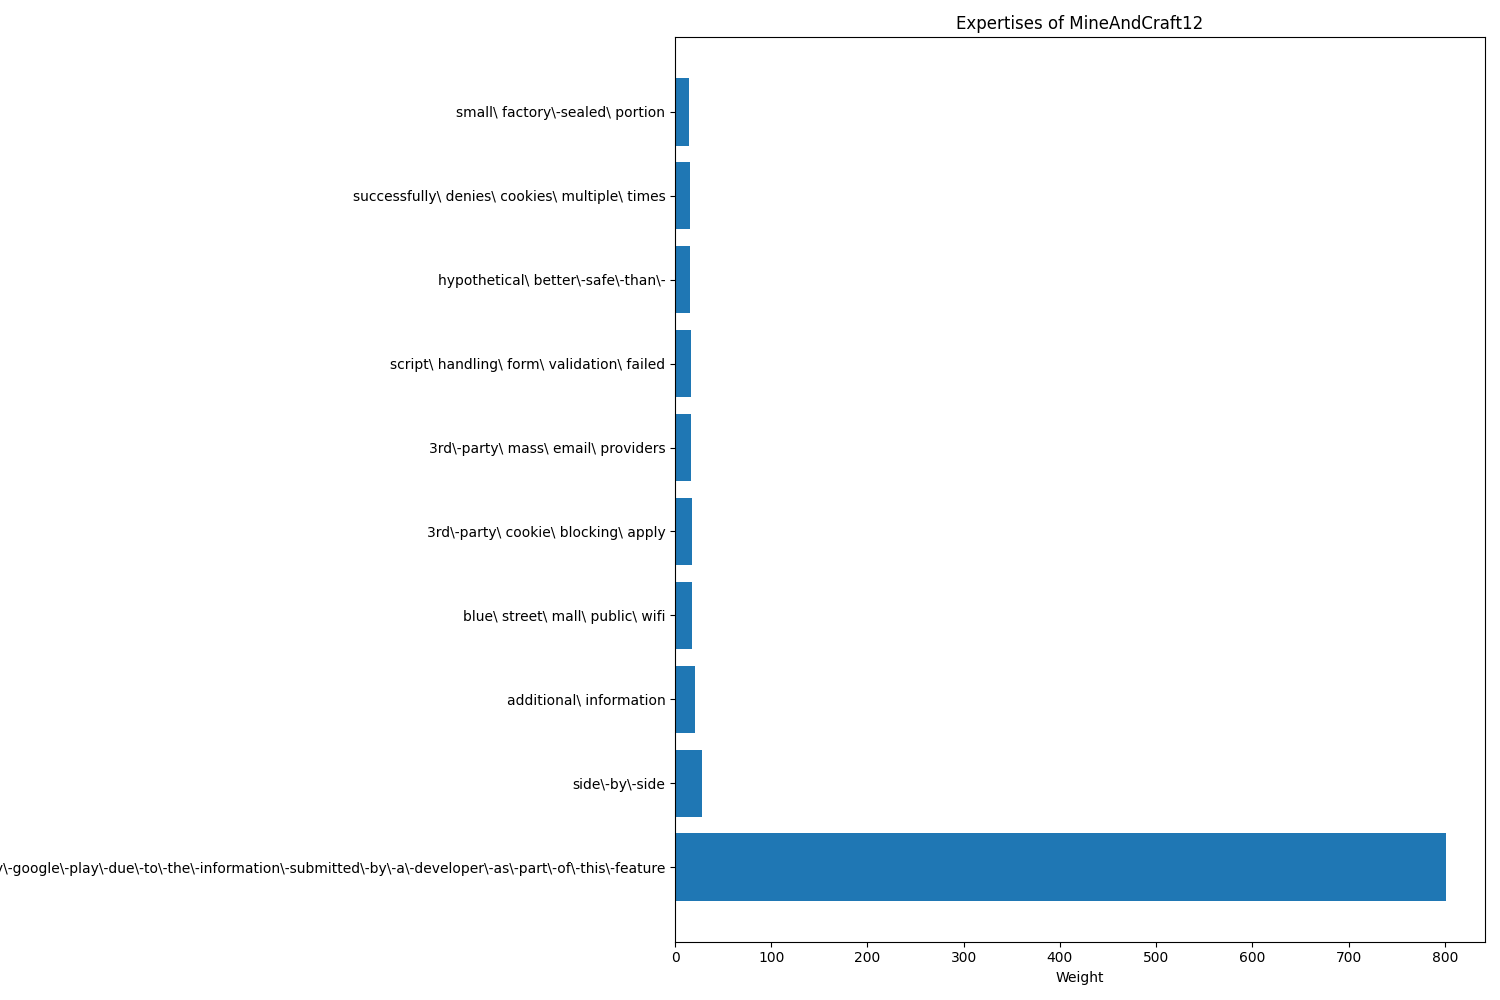 Expertises of MineAndCraft12
small\ factory\-sealed\ portion
successfully\ denies\ cookies\ multiple\ times
hypothetical\ better\-safe\-than\-
script\ handling\ form\ validation\ failed
3rd\-party\ mass\ email\ providers
3rd\-party\ cookie\ blocking\ apply
blue\ street\ mall\ public\ wifi
additional\ information
side\-by\-side
\-google\-play\-due\-to\-the\-information\-submitted\-by\-a\-developer\-as\-part\-of\-this\-feature
0 100 200 300 400 500 600 700 800
Weight